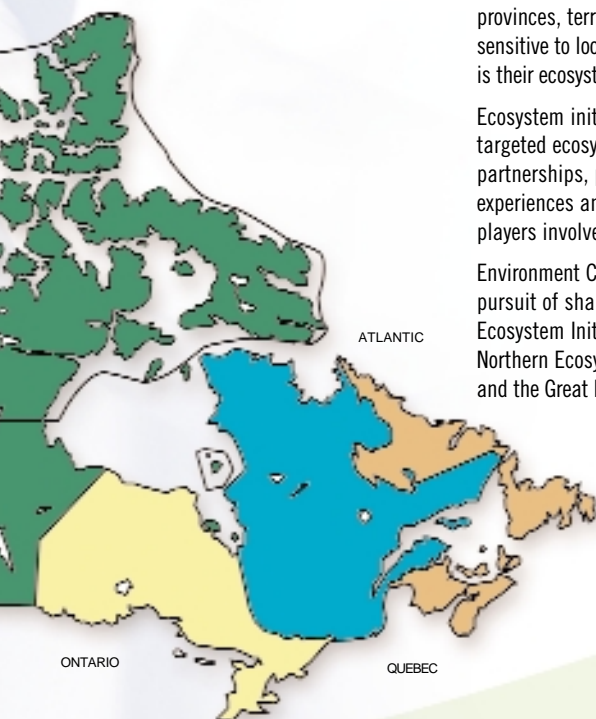 provinces, terr
sensitive to loc
is their ecosyst
Ecosystem init
targeted ecosy
partnerships, 
experiences an
players involve
Environment C
pursuit of sha
Ecosystem Init
Northern Ecosy
and the Great
ATLANTIC
ONTARIO
QUEBEC